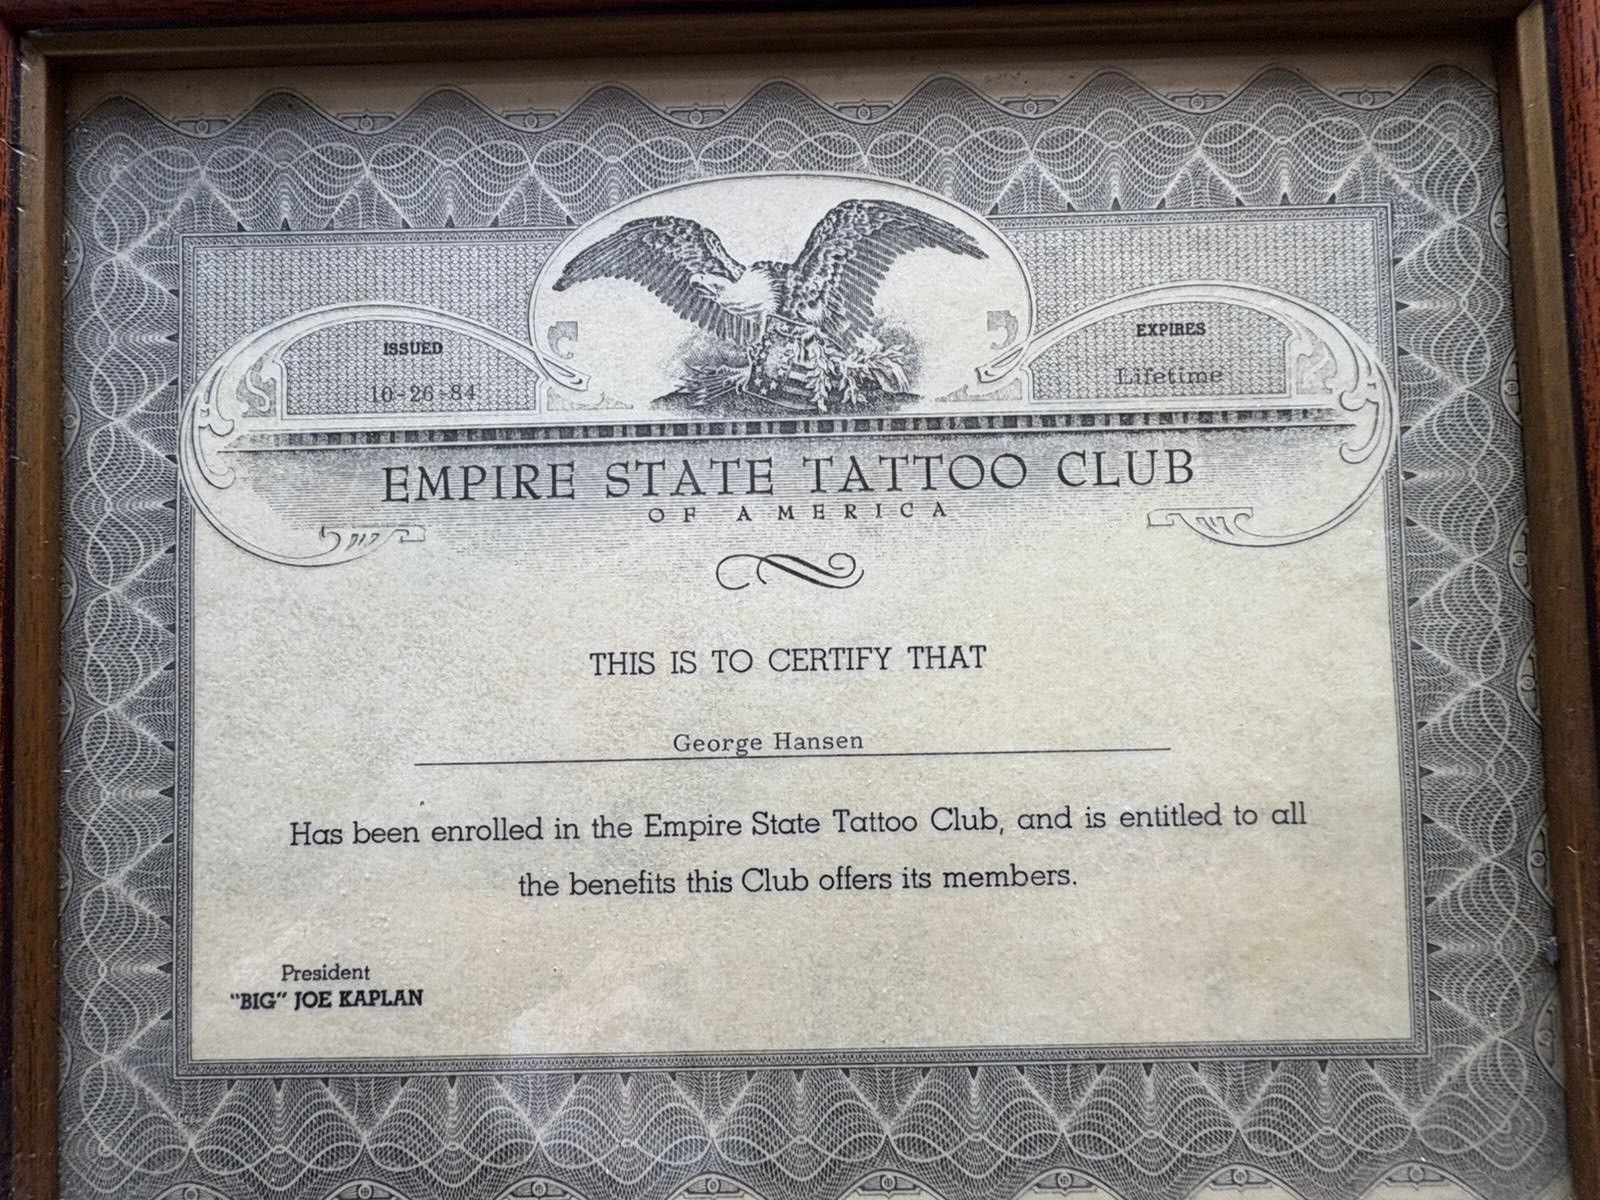 ISSUED
10-26-84
EXPIRES
Lifetime
EMPIRE STATE TATTOO CLUB
OF AMERICA
THIS IS TO CERTIFY THAT
George Hansen
Has been enrolled in the Empire State Tattoo Club, and is entitled to all
the benefits this Club offers its members.
President
"BIG" JOE KAPLAN